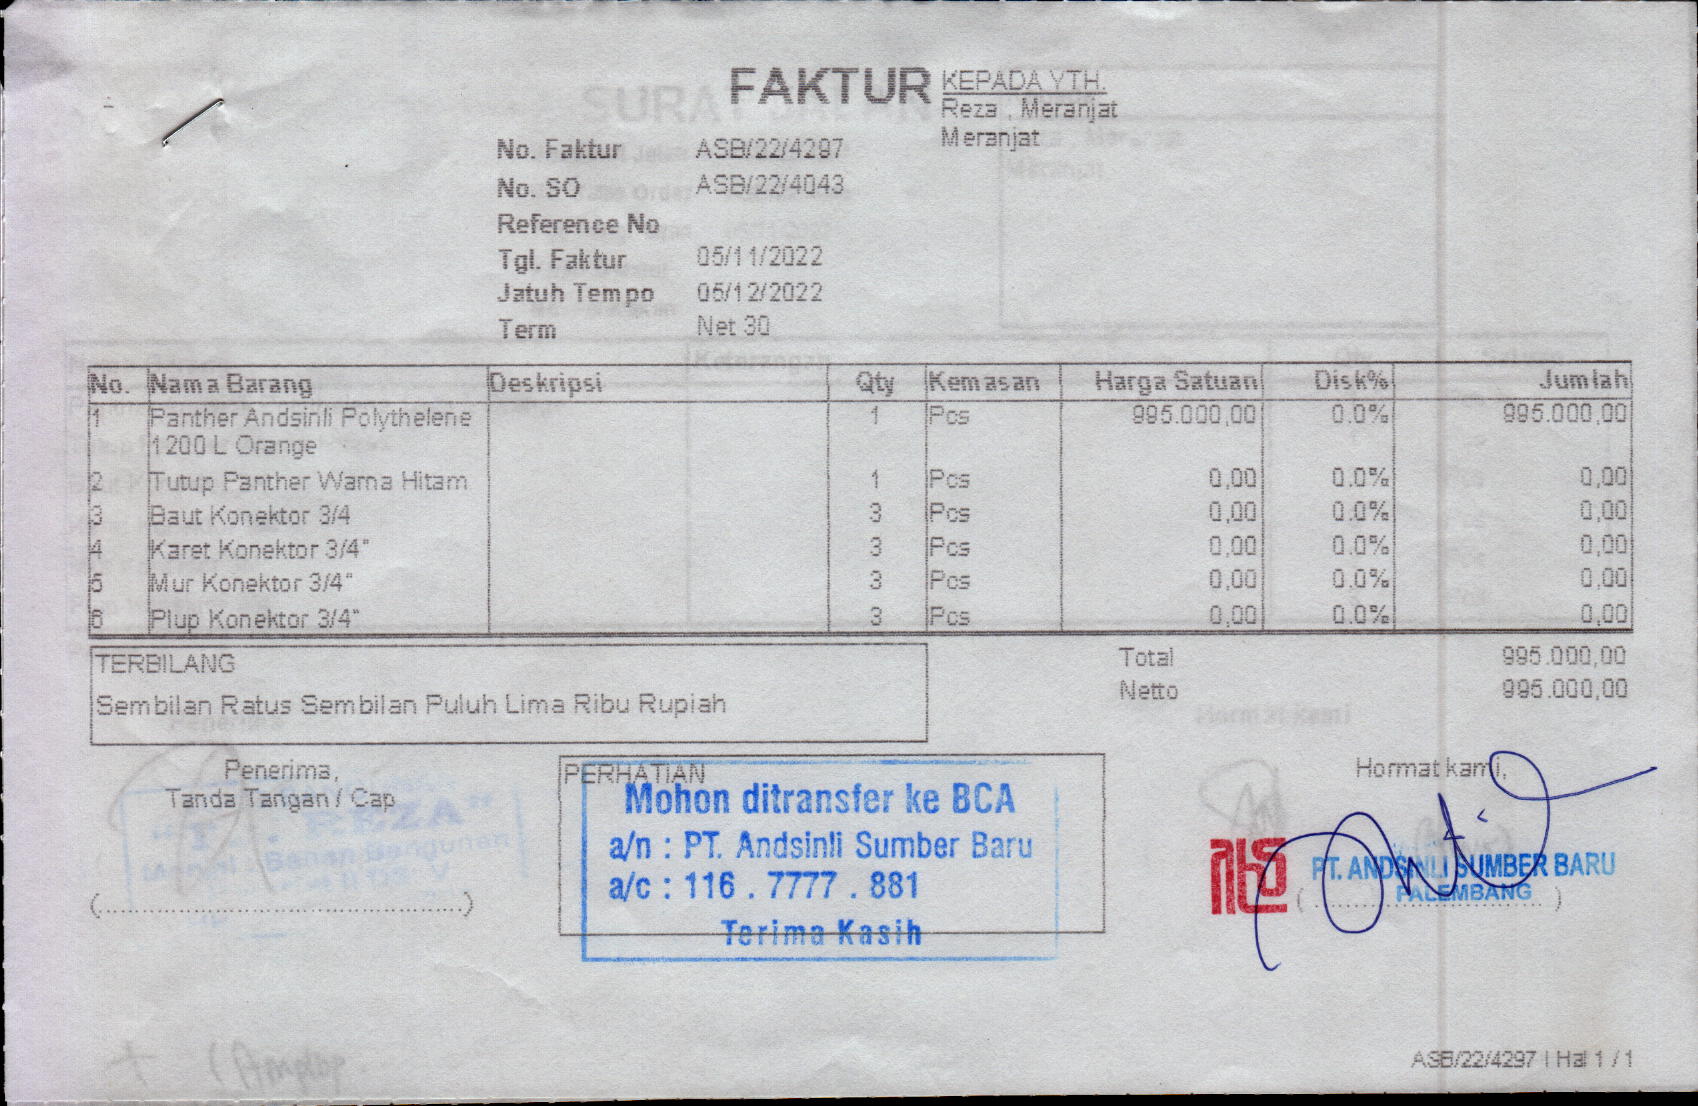 FAKTUR
KEPADA YTH.
Reza , Meranjat
Meranjat
No. Faktur ASB/22/4297
No. SO ASB/22/4043
Reference No
Tgl. Faktur 05/11/2022
Jatuh Tempo 05/12/2022
Term Net 30
No. Nama Barang Deskripsi Qty Kemasan Harga Satuan Disk% Jumlah
1 Panther Andsinli Polythelene 1 Pcs 995.000,00 0.0% 995.000,00
1200 L Orange
2 Tutup Panther Warna Hitam 1 Pcs 0,00 0.0% 0,00
3 Baut Konektor 3/4 3 Pcs 0,00 0.0% 0,00
4 Karet Konektor 3/4" 3 Pcs 0,00 0.0% 0,00
5 Mur Konektor 3/4" 3 Pcs 0,00 0.0% 0,00
6 Plup Konektor 3/4" 3 Pcs 0,00 0.0% 0,00
TERBILANG
Sembilan Ratus Sembilan Puluh Lima Ribu Rupiah
Total 995.000,00
Netto 995.000,00
Penerima,
Tanda Tangan / Cap
(..........................................)
PERHATIAN
Mohon ditransfer ke BCA
a/n : PT. Andsinli Sumber Baru
a/c : 116 . 7777 . 881
Terima Kasih
Hormat kami,
PT. ANDSINLI SUMBER BARU
PALEMBANG
REZA"
Bahan Bangunan
ASB/22/4297 | Hal 1 / 1